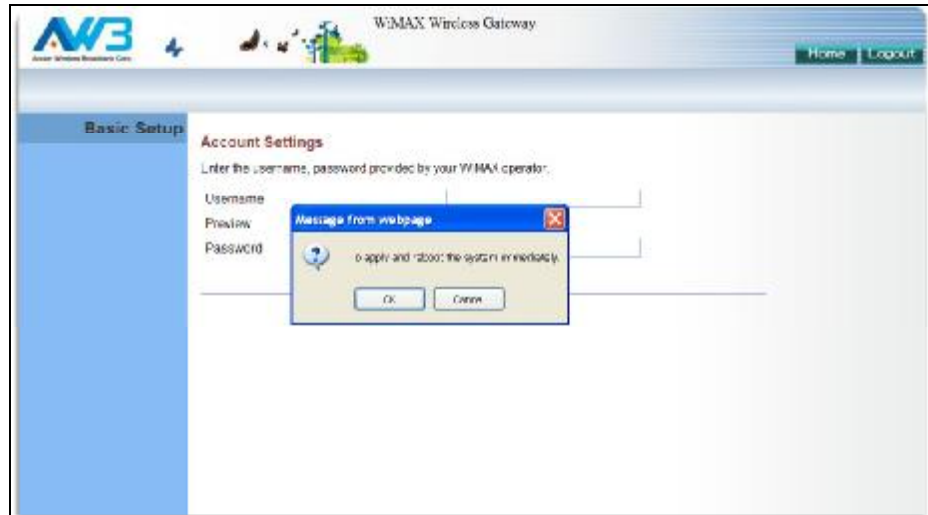 AW3
WiMAX Wireless Gateway
Home Logout
Basic Setup
Account Settings
Enter the username, password provided by your WiMAX operator.
Username
Preview
Password
Message from webpage
o apply and reboot the system immediately.
OK Cancel